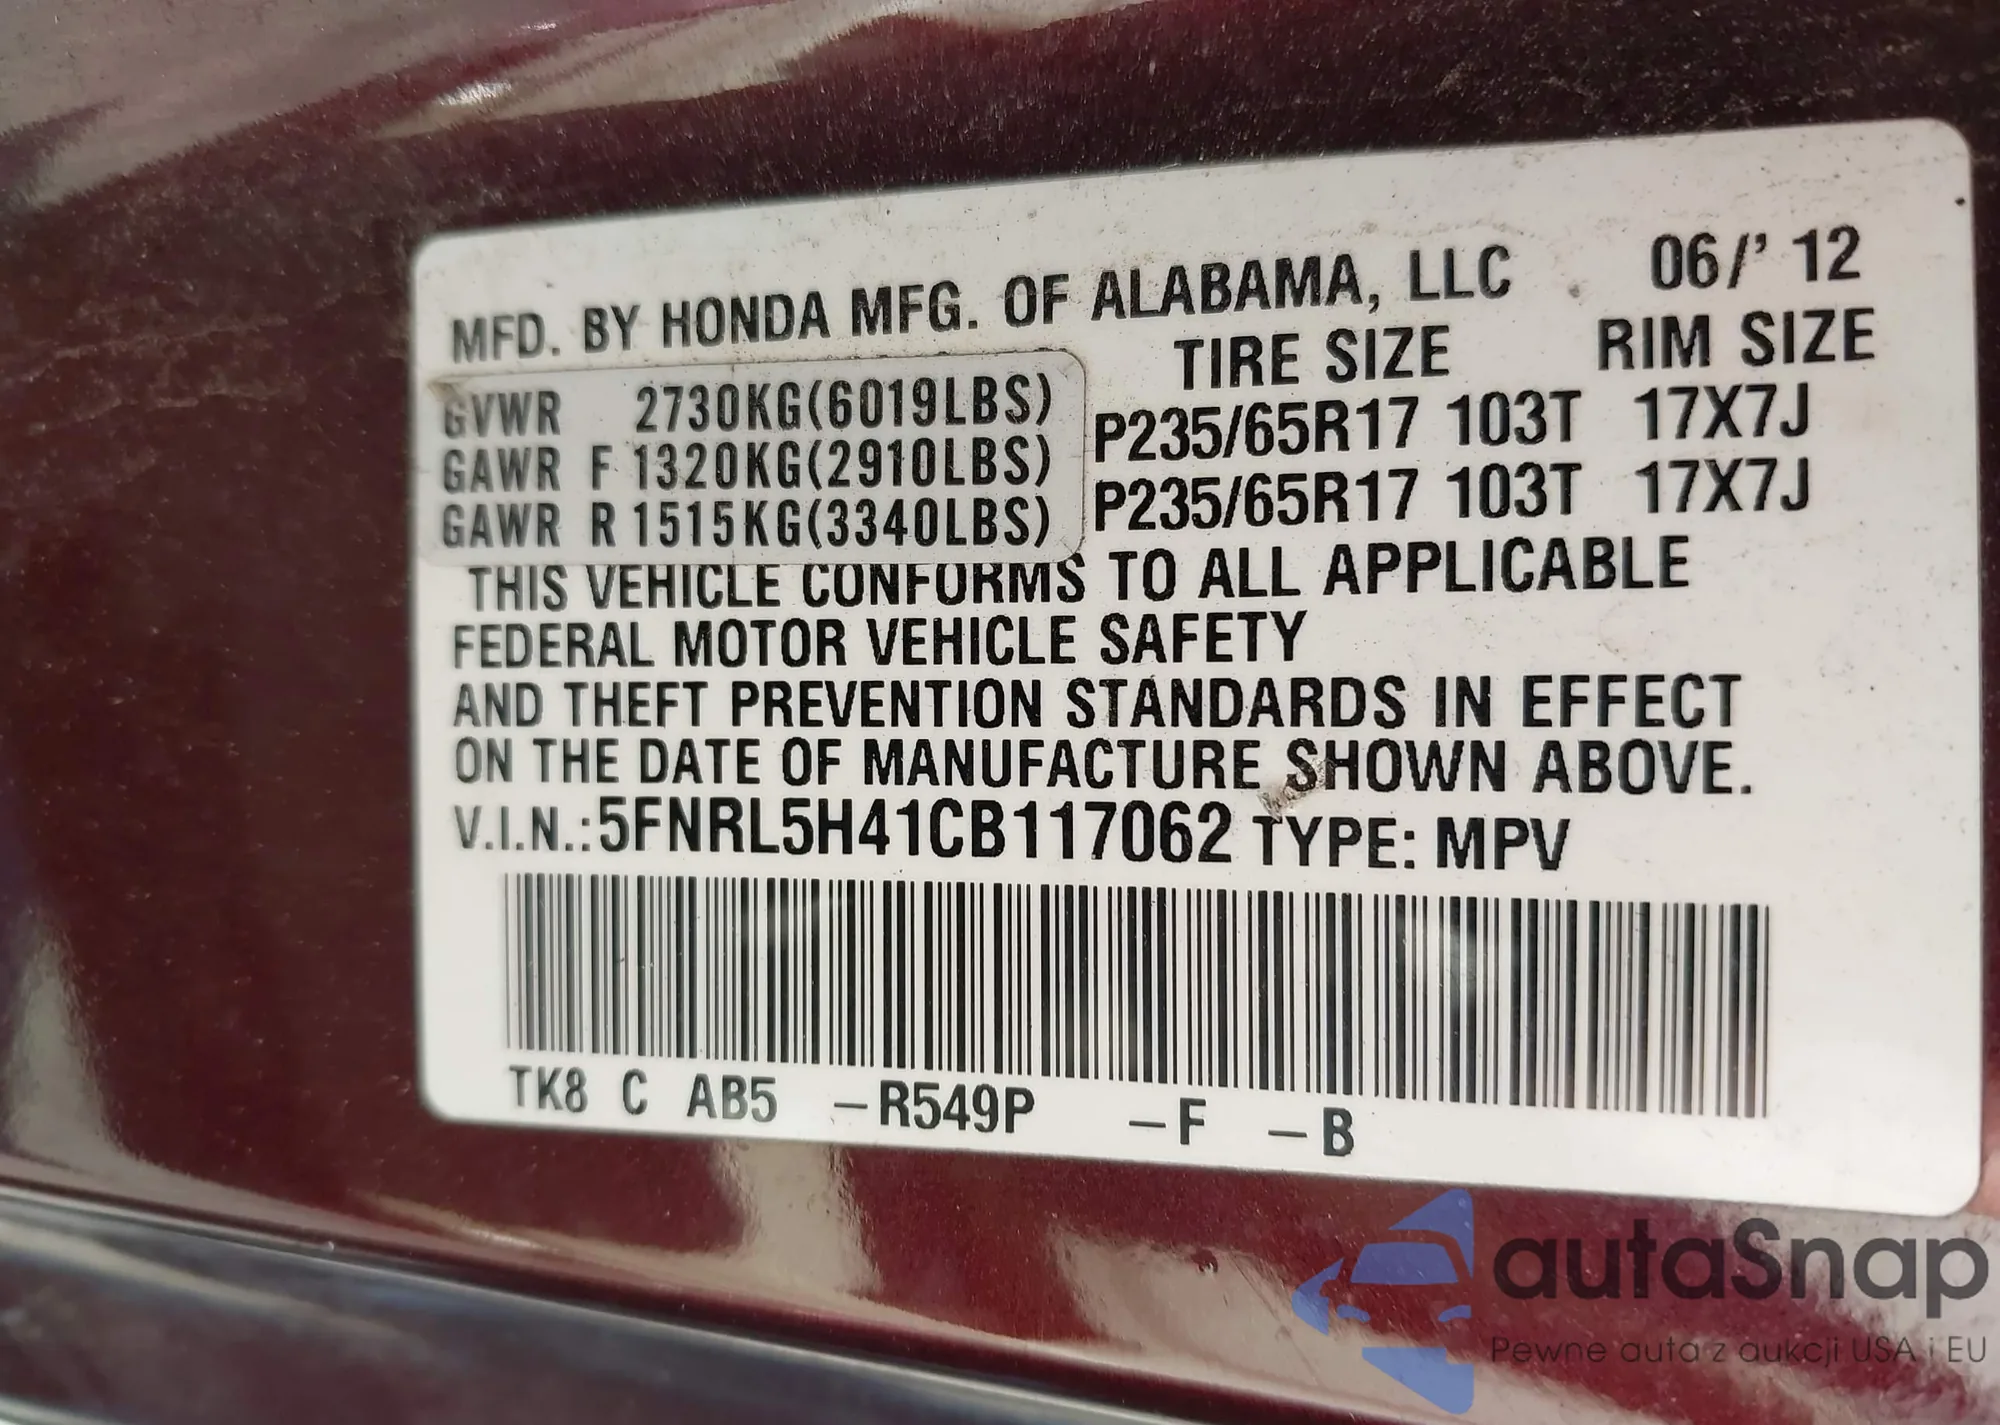 MFD. BY HONDA MFG. OF ALABAMA, LLC 06/' 12
TIRE SIZE RIM SIZE
GVWR 2730KG(6019LBS)
GAWR F 1320KG(2910LBS) P235/65R17 103T 17X7J
GAWR R 1515KG(3340LBS) P235/65R17 103T 17X7J
THIS VEHICLE CONFORMS TO ALL APPLICABLE
FEDERAL MOTOR VEHICLE SAFETY
AND THEFT PREVENTION STANDARDS IN EFFECT
ON THE DATE OF MANUFACTURE SHOWN ABOVE.
V.I.N.:5FNRL5H41CB117062 TYPE: MPV
TK8 C AB5 –R549P –F –B
autaSnap
Pewne auta z aukcji USA i EU